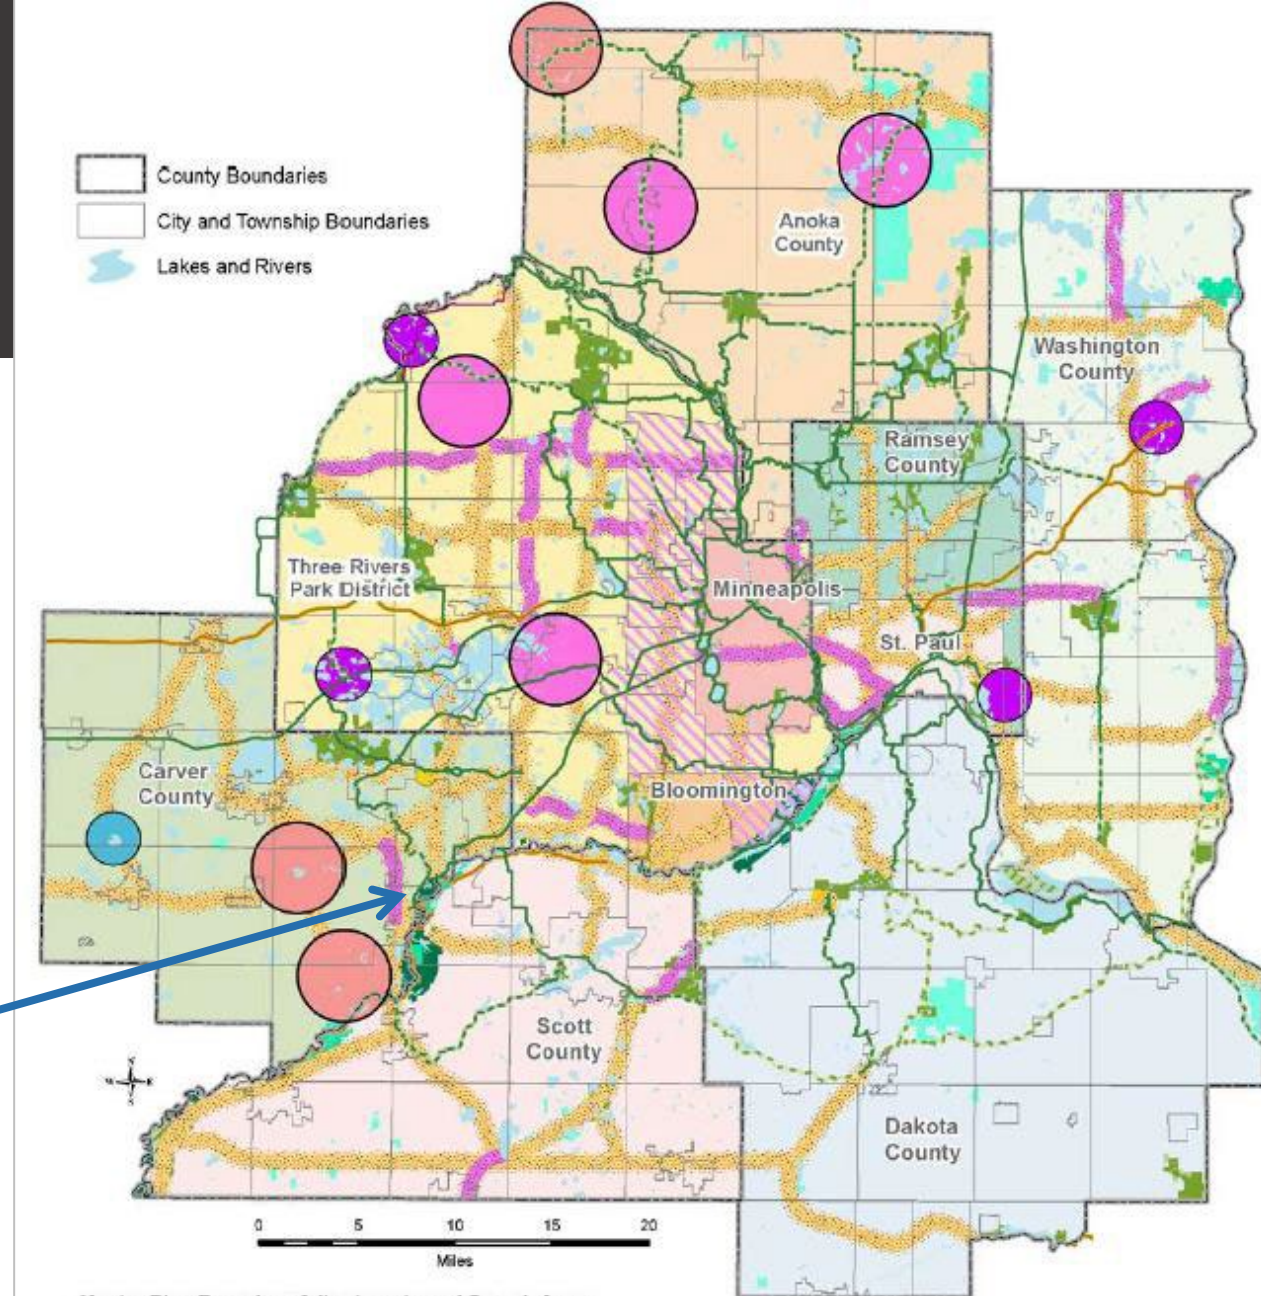 County Boundaries
City and Township Boundaries
Lakes and Rivers
Anoka
County
Washington
County
Ramsey
County
Three Rivers
Park District
Minneapolis
St. Paul
Carver
County
Bloomington
Scott
County
Dakota
County
0 5 10 15 20
Miles